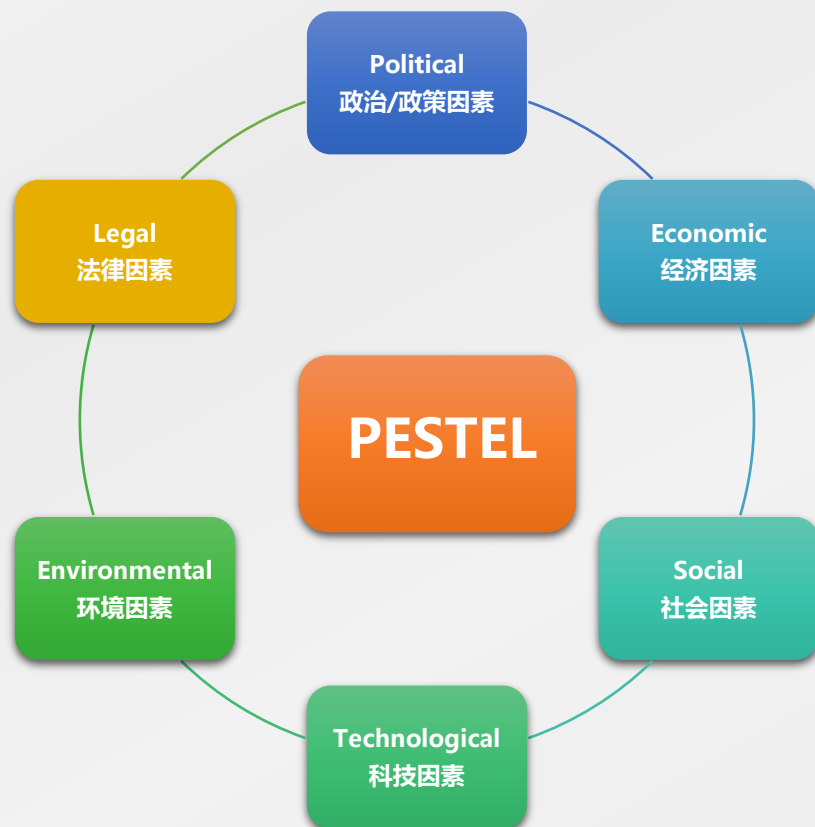 Political
政治/政策因素
Legal
法律因素
Economic
经济因素
PESTEL
Environmental
环境因素
Social
社会因素
Technological
科技因素